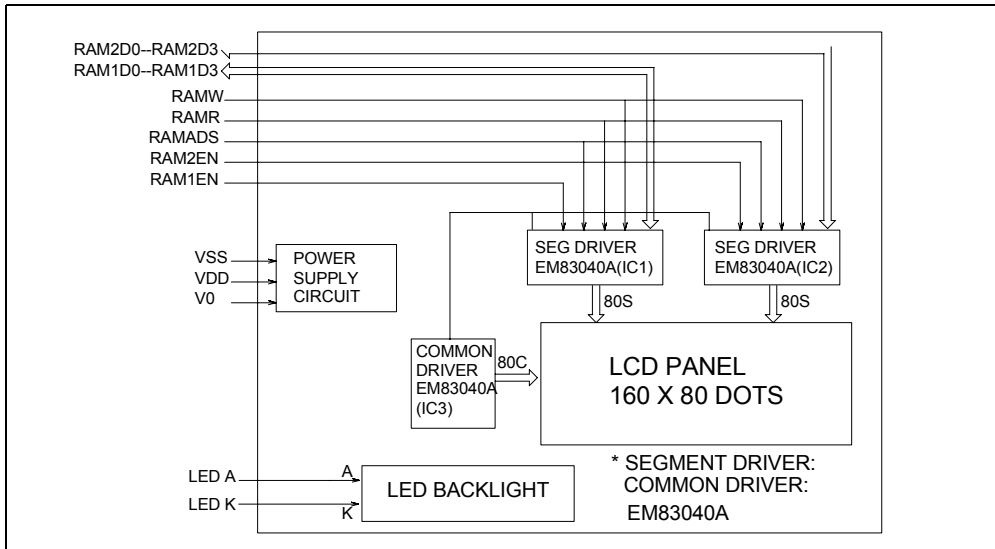 RAM2D0--RAM2D3
RAM1D0--RAM1D3
RAMW
RAMR
RAMADS
RAM2EN
RAM1EN
SEG DRIVER
EM83040A(IC1)
SEG DRIVER
EM83040A(IC2)
VSS
VDD
V0
POWER
SUPPLY
CIRCUIT
80S
80S
COMMON
DRIVER
EM83040A
(IC3)
80C
LCD PANEL
160 X 80 DOTS
LED A
A
LED K
K
LED BACKLIGHT
* SEGMENT DRIVER:
COMMON DRIVER:
EM83040A